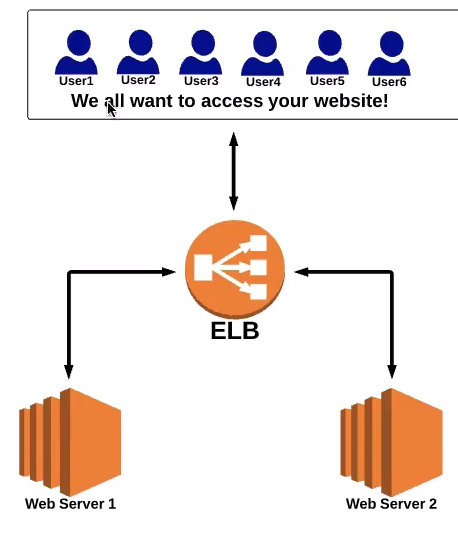 User1 User2 User3 User4 User5 User6
We all want to access your website!
ELB
Web Server 1 Web Server 2